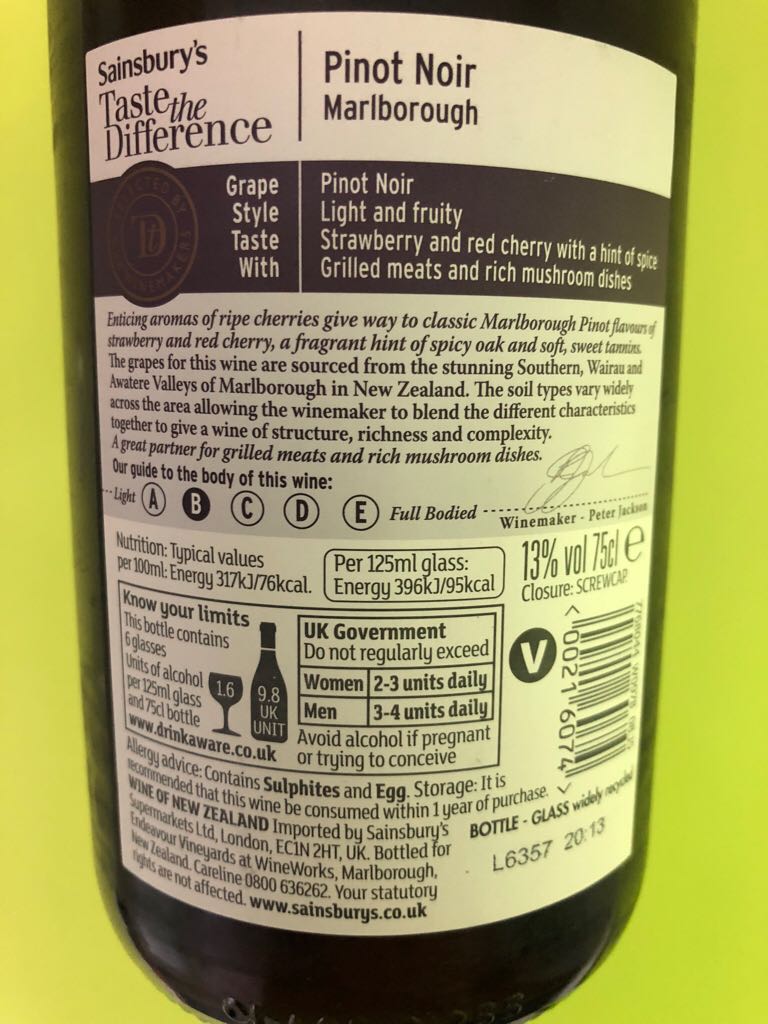 Sainsbury's
Taste the
Difference
Pinot Noir
Marlborough
SELECTED BY
Ttd
WINEMAKERS
Grape Pinot Noir
Style Light and fruity
Taste Strawberry and red cherry with a hint of spice
With Grilled meats and rich mushroom dishes
Enticing aromas of ripe cherries give way to classic Marlborough Pinot flavours of
strawberry and red cherry, a fragrant hint of spicy oak and soft, sweet tannins.
The grapes for this wine are sourced from the stunning Southern, Wairau and
Awatere Valleys of Marlborough in New Zealand. The soil types vary widely
across the area allowing the winemaker to blend the different characteristics
together to give a wine of structure, richness and complexity.
A great partner for grilled meats and rich mushroom dishes.
Our guide to the body of this wine:
Light A B C D E Full Bodied
Winemaker - Peter Jackson
Nutrition: Typical values
per 100ml: Energy 317kJ/76kcal.
Per 125ml glass:
Energy 396kJ/95kcal
13% vol 75cl e
Closure: SCREWCAP
Know your limits
This bottle contains
6 glasses
Units of alcohol
per 125ml glass
and 75cl bottle
1.6
9.8
UK
UNIT
www.drinkaware.co.uk
UK Government
Do not regularly exceed
Women 2-3 units daily
Men 3-4 units daily
Avoid alcohol if pregnant
or trying to conceive
V
<0021 6074>
Allergy advice: Contains Sulphites and Egg. Storage: It is
recommended that this wine be consumed within 1 year of purchase.
WINE OF NEW ZEALAND Imported by Sainsbury's
Supermarkets Ltd, London, EC1N 2HT, UK. Bottled for
Endeavour Vineyards at WineWorks, Marlborough,
New Zealand. Careline 0800 636262. Your statutory
rights are not affected. www.sainsburys.co.uk
BOTTLE - GLASS widely recycled
L6357 20:13